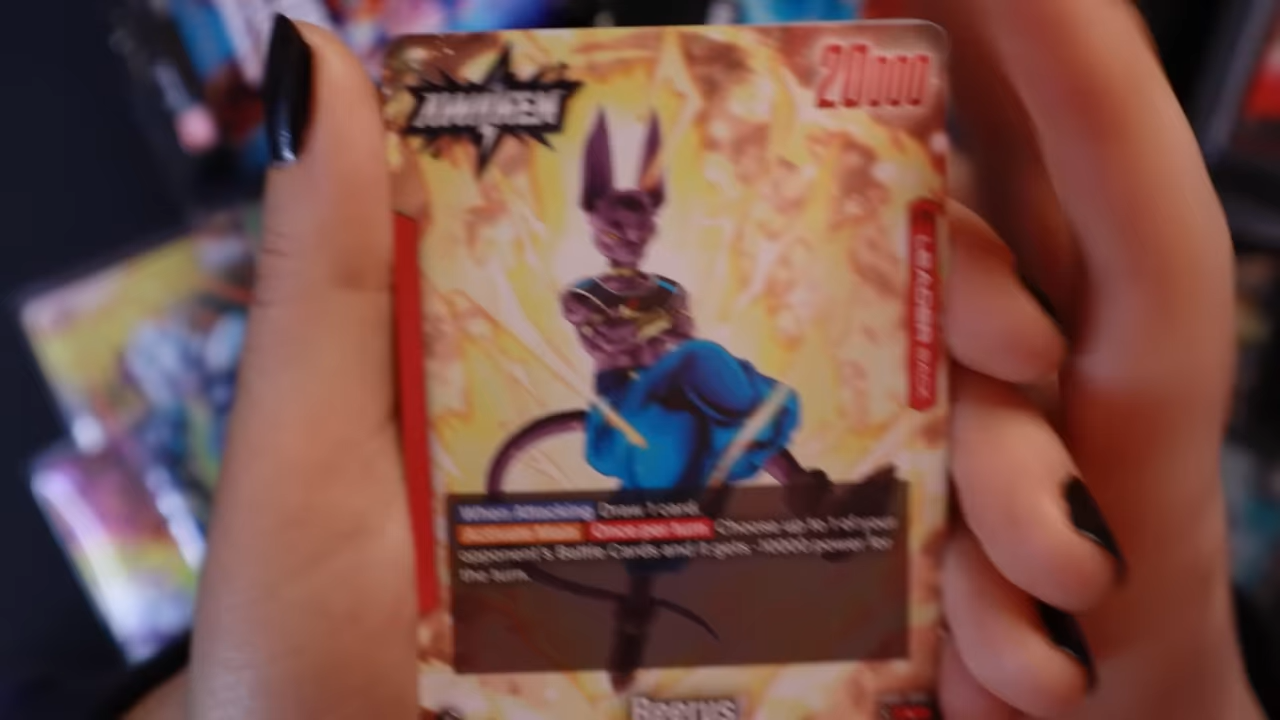 AWAKEN
20000
LEADER
When Attacking Draw 1 card.
Activate: Main Once per turn Choose up to 1 of your
opponent's Battle Cards and it gets -10000 power for
the turn.
Beerus